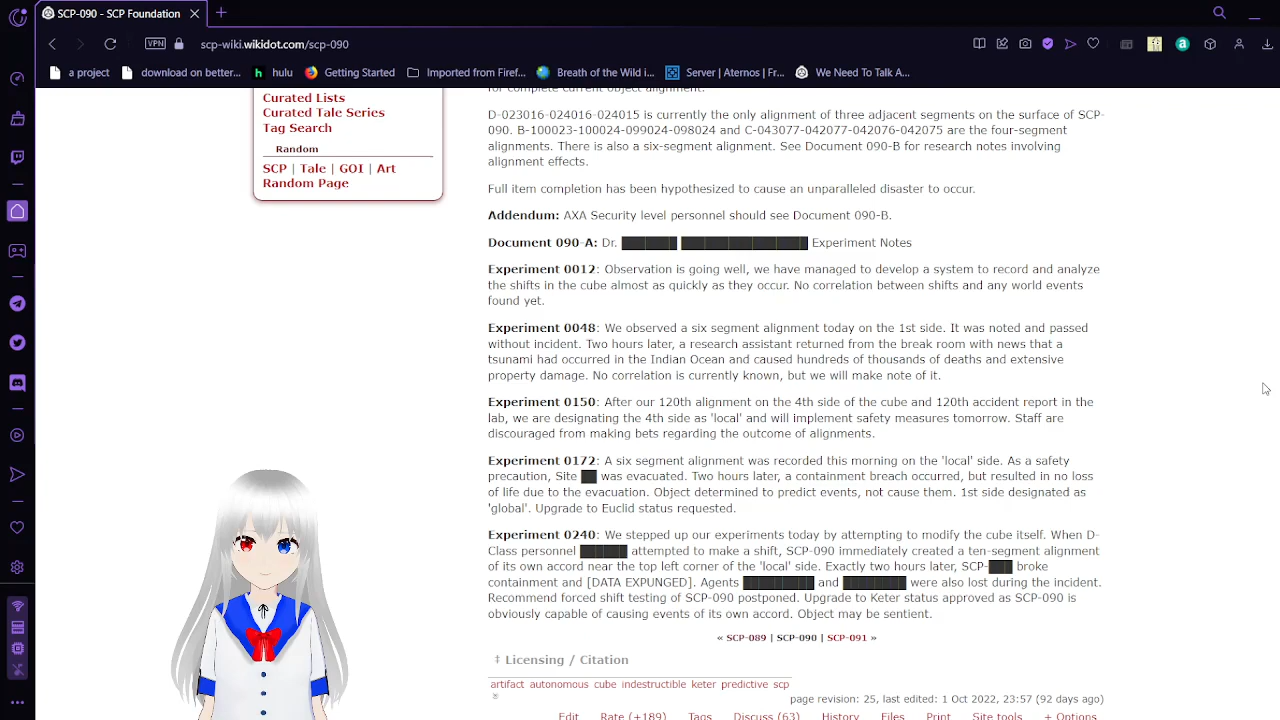 SCP-090 - SCP Foundation
VPN
scp-wiki.wikidot.com/scp-090
a project
download on better...
hulu
Getting Started
Imported from Firef...
Breath of the Wild i...
Server | Aternos | Fr...
We Need To Talk A...
Curated Lists
Curated Tale Series
Tag Search
Random
SCP | Tale | GOI | Art
Random Page
for complete current object alignment.
D-023016-024016-024015 is currently the only alignment of three adjacent segments on the surface of SCP-
090. B-100023-100024-099024-098024 and C-043077-042077-042076-042075 are the four-segment
alignments. There is also a six-segment alignment. See Document 090-B for research notes involving
alignment effects.
Full item completion has been hypothesized to cause an unparalleled disaster to occur.
Addendum: AXA Security level personnel should see Document 090-B.
Document 090-A: Dr. ███████ ████████████████ Experiment Notes
Experiment 0012: Observation is going well, we have managed to develop a system to record and analyze
the shifts in the cube almost as quickly as they occur. No correlation between shifts and any world events
found yet.
Experiment 0048: We observed a six segment alignment today on the 1st side. It was noted and passed
without incident. Two hours later, a research assistant returned from the break room with news that a
tsunami had occurred in the Indian Ocean and caused hundreds of thousands of deaths and extensive
property damage. No correlation is currently known, but we will make note of it.
Experiment 0150: After our 120th alignment on the 4th side of the cube and 120th accident report in the
lab, we are designating the 4th side as 'local' and will implement safety measures tomorrow. Staff are
discouraged from making bets regarding the outcome of alignments.
Experiment 0172: A six segment alignment was recorded this morning on the 'local' side. As a safety
precaution, Site ██ was evacuated. Two hours later, a containment breach occurred, but resulted in no loss
of life due to the evacuation. Object determined to predict events, not cause them. 1st side designated as
'global'. Upgrade to Euclid status requested.
Experiment 0240: We stepped up our experiments today by attempting to modify the cube itself. When D-
Class personnel ██████ attempted to make a shift, SCP-090 immediately created a ten-segment alignment
of its own accord near the top left corner of the 'local' side. Exactly two hours later, SCP-███ broke
containment and [DATA EXPUNGED]. Agents █████████ and ████████ were also lost during the incident.
Recommend forced shift testing of SCP-090 postponed. Upgrade to Keter status approved as SCP-090 is
obviously capable of causing events of its own accord. Object may be sentient.
« SCP-089 | SCP-090 | SCP-091 »
‡ Licensing / Citation
artifact autonomous cube indestructible keter predictive scp
page revision: 25, last edited: 1 Oct 2022, 23:57 (92 days ago)
Edit Rate (+189) Tags Discuss (63) History Files Print Site tools + Options